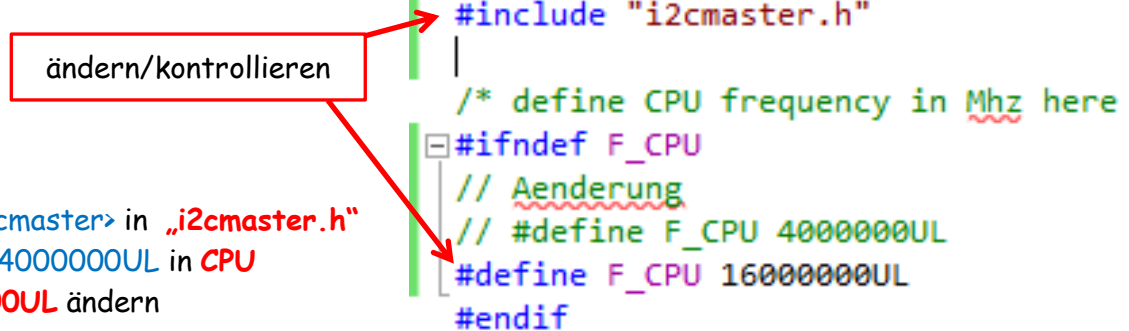 #include "i2cmaster.h"
ändern/kontrollieren
/* define CPU frequency in Mhz here
#ifndef F_CPU
// Aenderung
// #define F_CPU 4000000UL
#define F_CPU 16000000UL
#endif
cmaster> in „i2cmaster.h“
4000000UL in CPU
00UL ändern